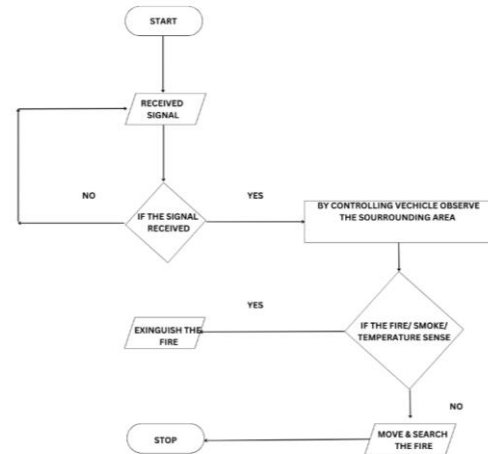 START
RECEIVED
SIGNAL
NO
YES
IF THE SIGNAL
RECEIVED
BY CONTROLLING VECHICLE OBSERVE
THE SOURROUNDING AREA
YES
EXINGUISH THE
FIRE
IF THE FIRE/ SMOKE/
TEMPERATURE SENSE
NO
MOVE & SEARCH
THE FIRE
STOP